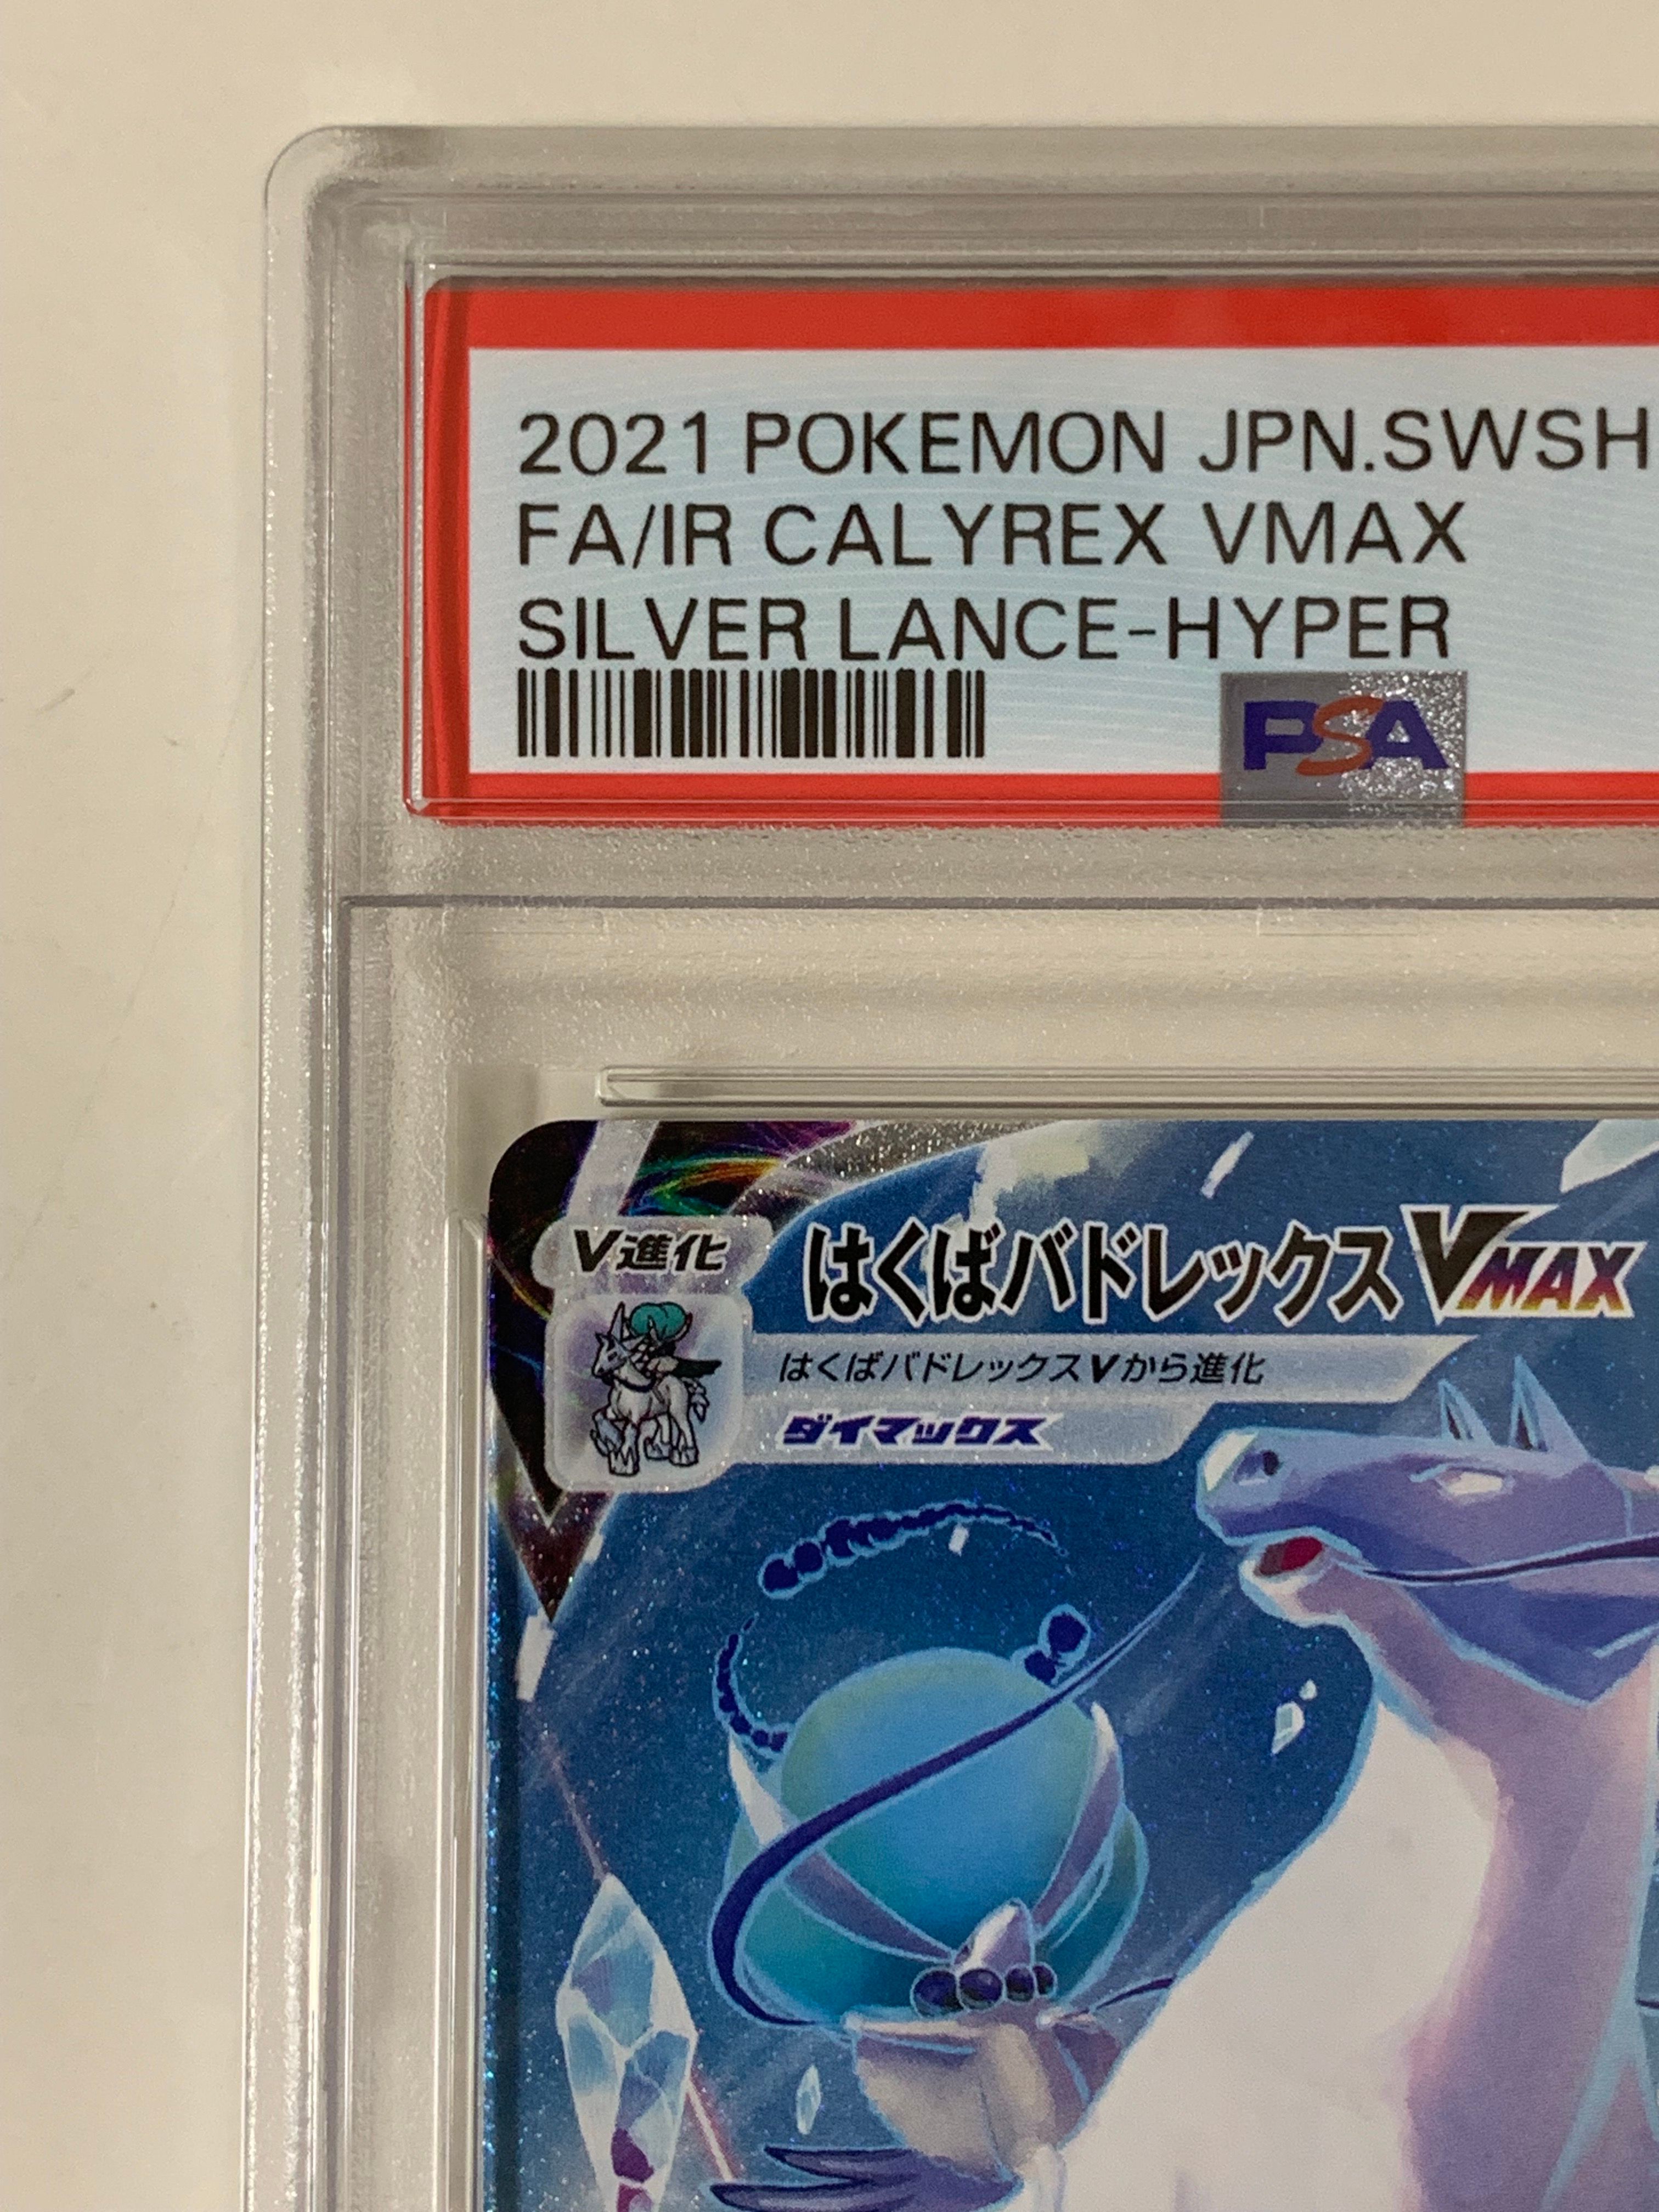 2021 POKEMON JPN.SWSH
FA/IR CALYREX VMAX
SILVER LANCE-HYPER
PSA
V進化
はくばバドレックスVMAX
はくばバドレックスVから進化
ダイマックス